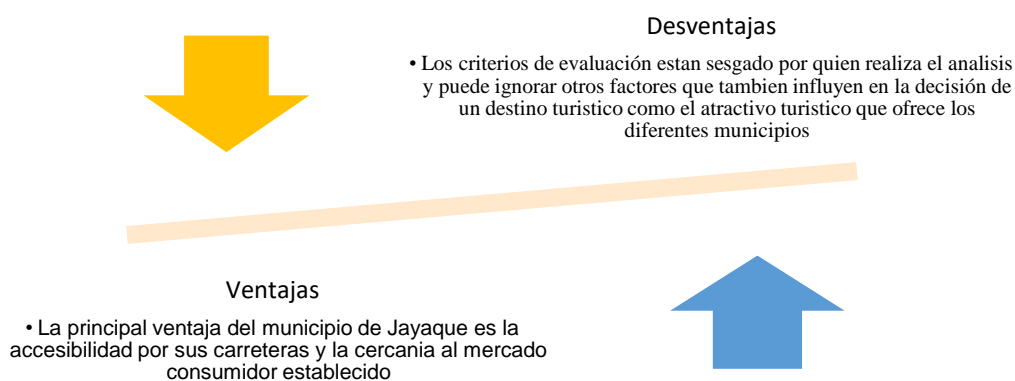 Desventajas
• Los criterios de evaluación estan sesgado por quien realiza el analisis
y puede ignorar otros factores que tambien influyen en la decisión de
un destino turistico como el atractivo turistico que ofrece los
diferentes municipios
Ventajas
• La principal ventaja del municipio de Jayaque es la
accesibilidad por sus carreteras y la cercania al mercado
consumidor establecido